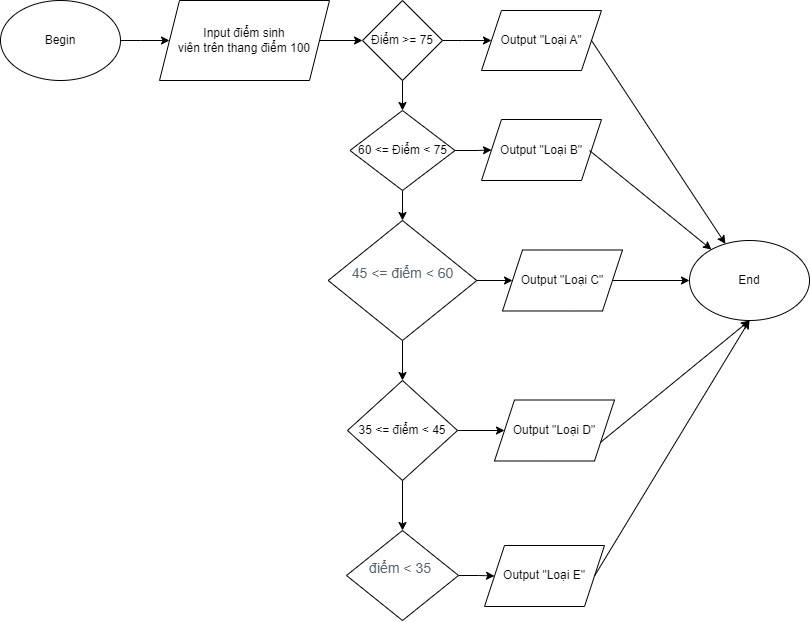 Begin
Input điểm sinh
viên trên thang điểm 100
Điểm >= 75
Output "Loại A"
60 <= Điểm < 75
Output "Loại B"
45 <= điểm < 60
Output "Loại C"
End
35 <= điểm < 45
Output "Loại D"
điểm < 35
Output "Loại E"